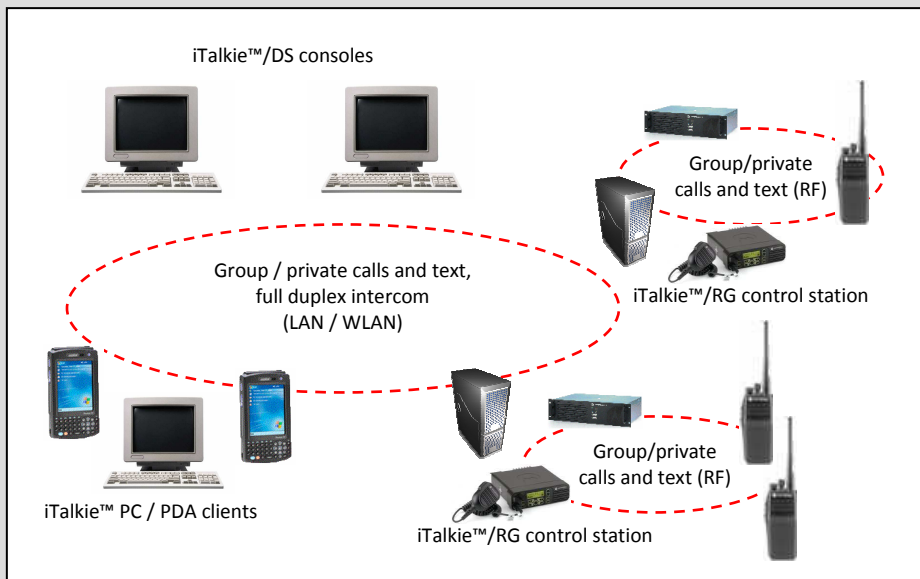 iTalkie™/DS consoles
Group/private
calls and text (RF)
iTalkie™/RG control station
Group / private calls and text,
full duplex intercom
(LAN / WLAN)
iTalkie™ PC / PDA clients
Group/private
calls and text (RF)
iTalkie™/RG control station